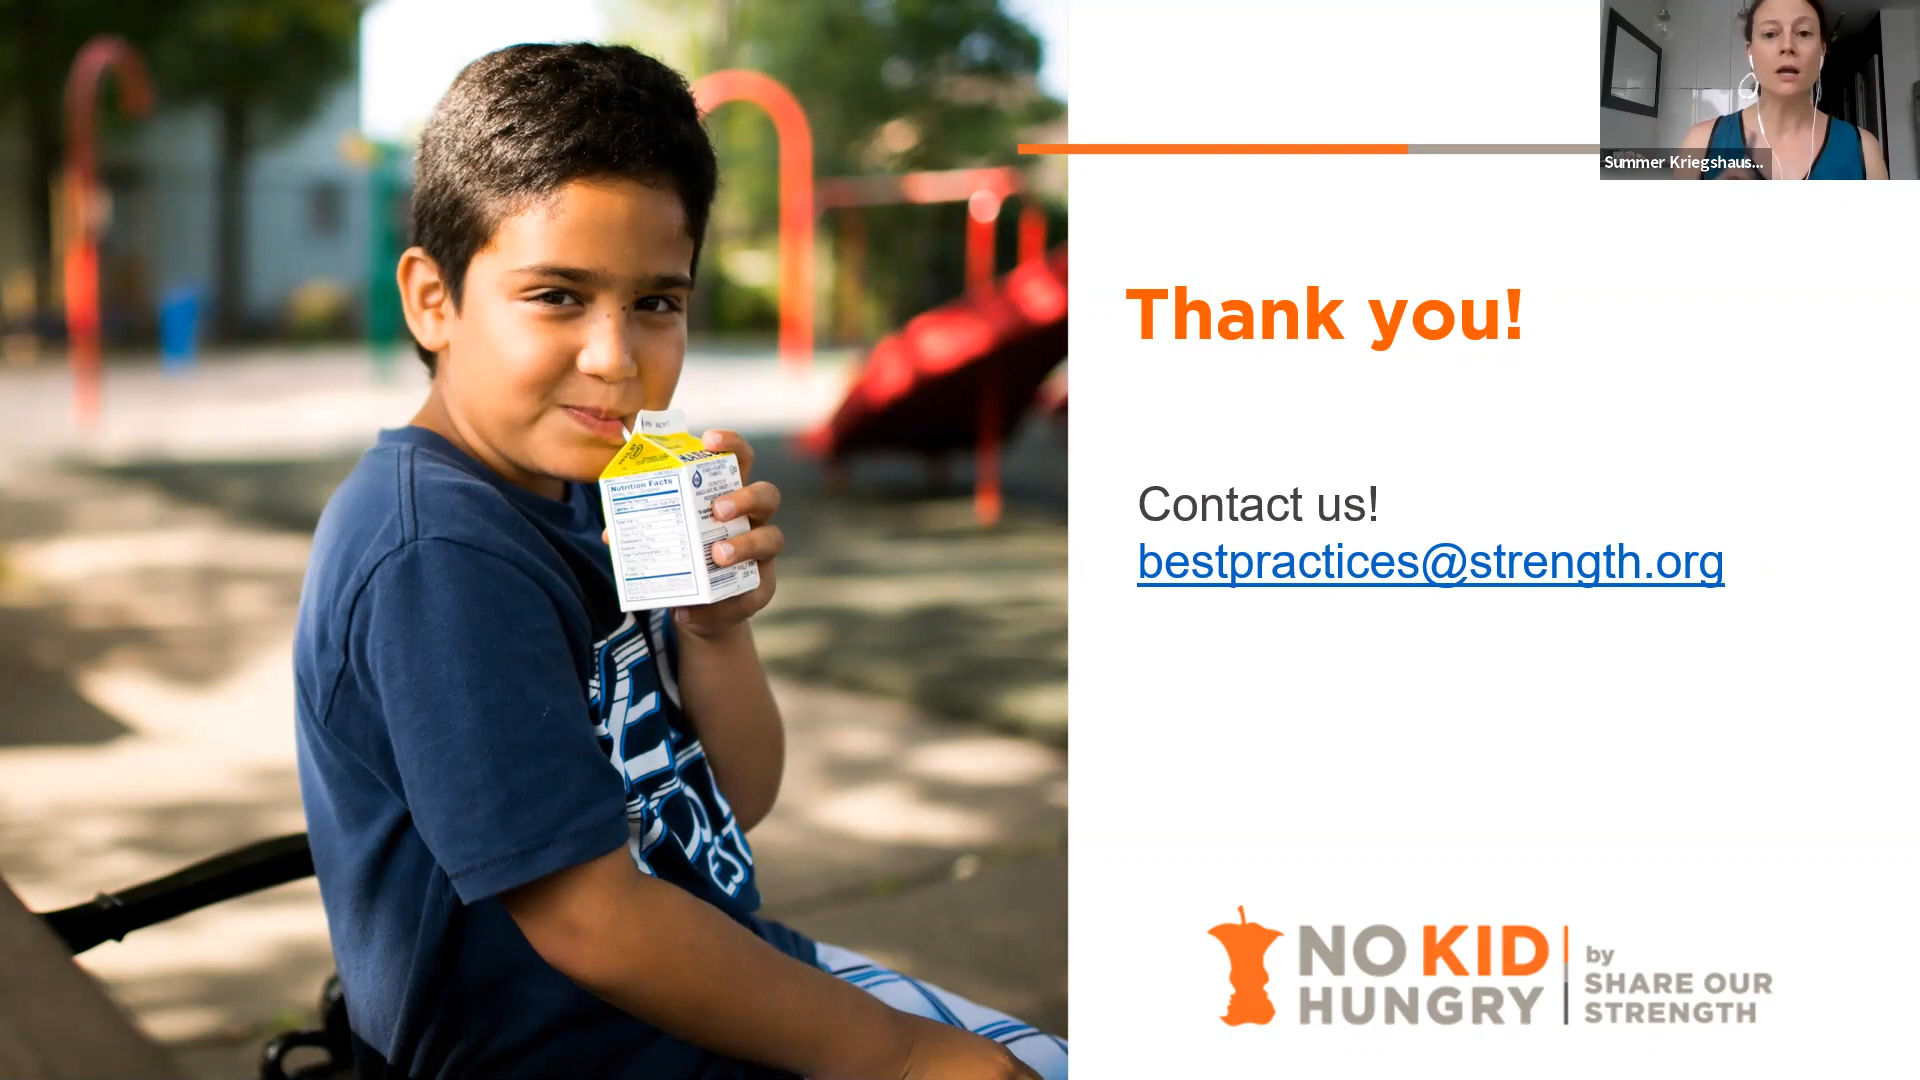 Summer Kriegshaus...
Thank you!
Contact us!
bestpractices@strength.org
Nutrition Facts
NO KID
HUNGRY
by
SHARE OUR
STRENGTH